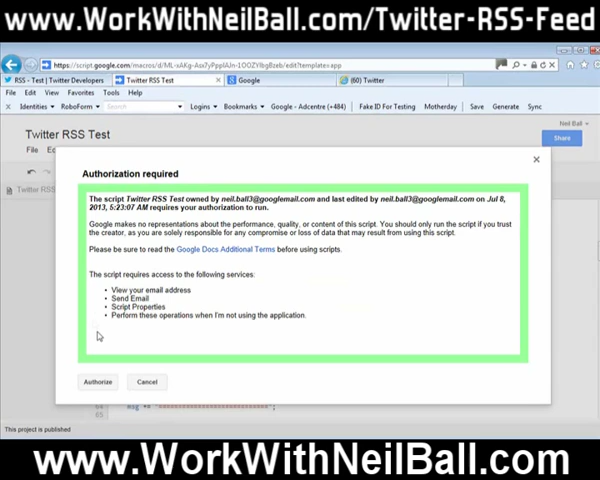 www.WorkWithNeilBall.com/Twitter-RSS-Feed
RSS - Test | Twitter Developers
Twitter RSS Test
Google
(60) Twitter
File Edit View Favorites Tools Help
Identities RoboForm Search Logins Bookmarks Google - Adcentre (+484) Fake ID For Testing Motherday Save Generate Sync
Neil Ball
Twitter RSS Test
Share
File
Authorization required
Twitter RSS
The script Twitter RSS Test owned by neil.ball3@googlemail.com and last edited by neil.ball3@googlemail.com on Jul 8,
2013, 5:23:07 AM requires your authorization to run.
Google makes no representations about the performance, quality, or content of this script. You should only run the script if you trust
the creator, as you are solely responsible for any compromise or loss of data that may result from using this script.
Please be sure to read the Google Docs Additional Terms before using scripts.
The script requires access to the following services:
• View your email address
• Send Email
• Script Properties
• Perform these operations when I'm not using the application.
Authorize Cancel
64
65
This project is published
www.WorkWithNeilBall.com